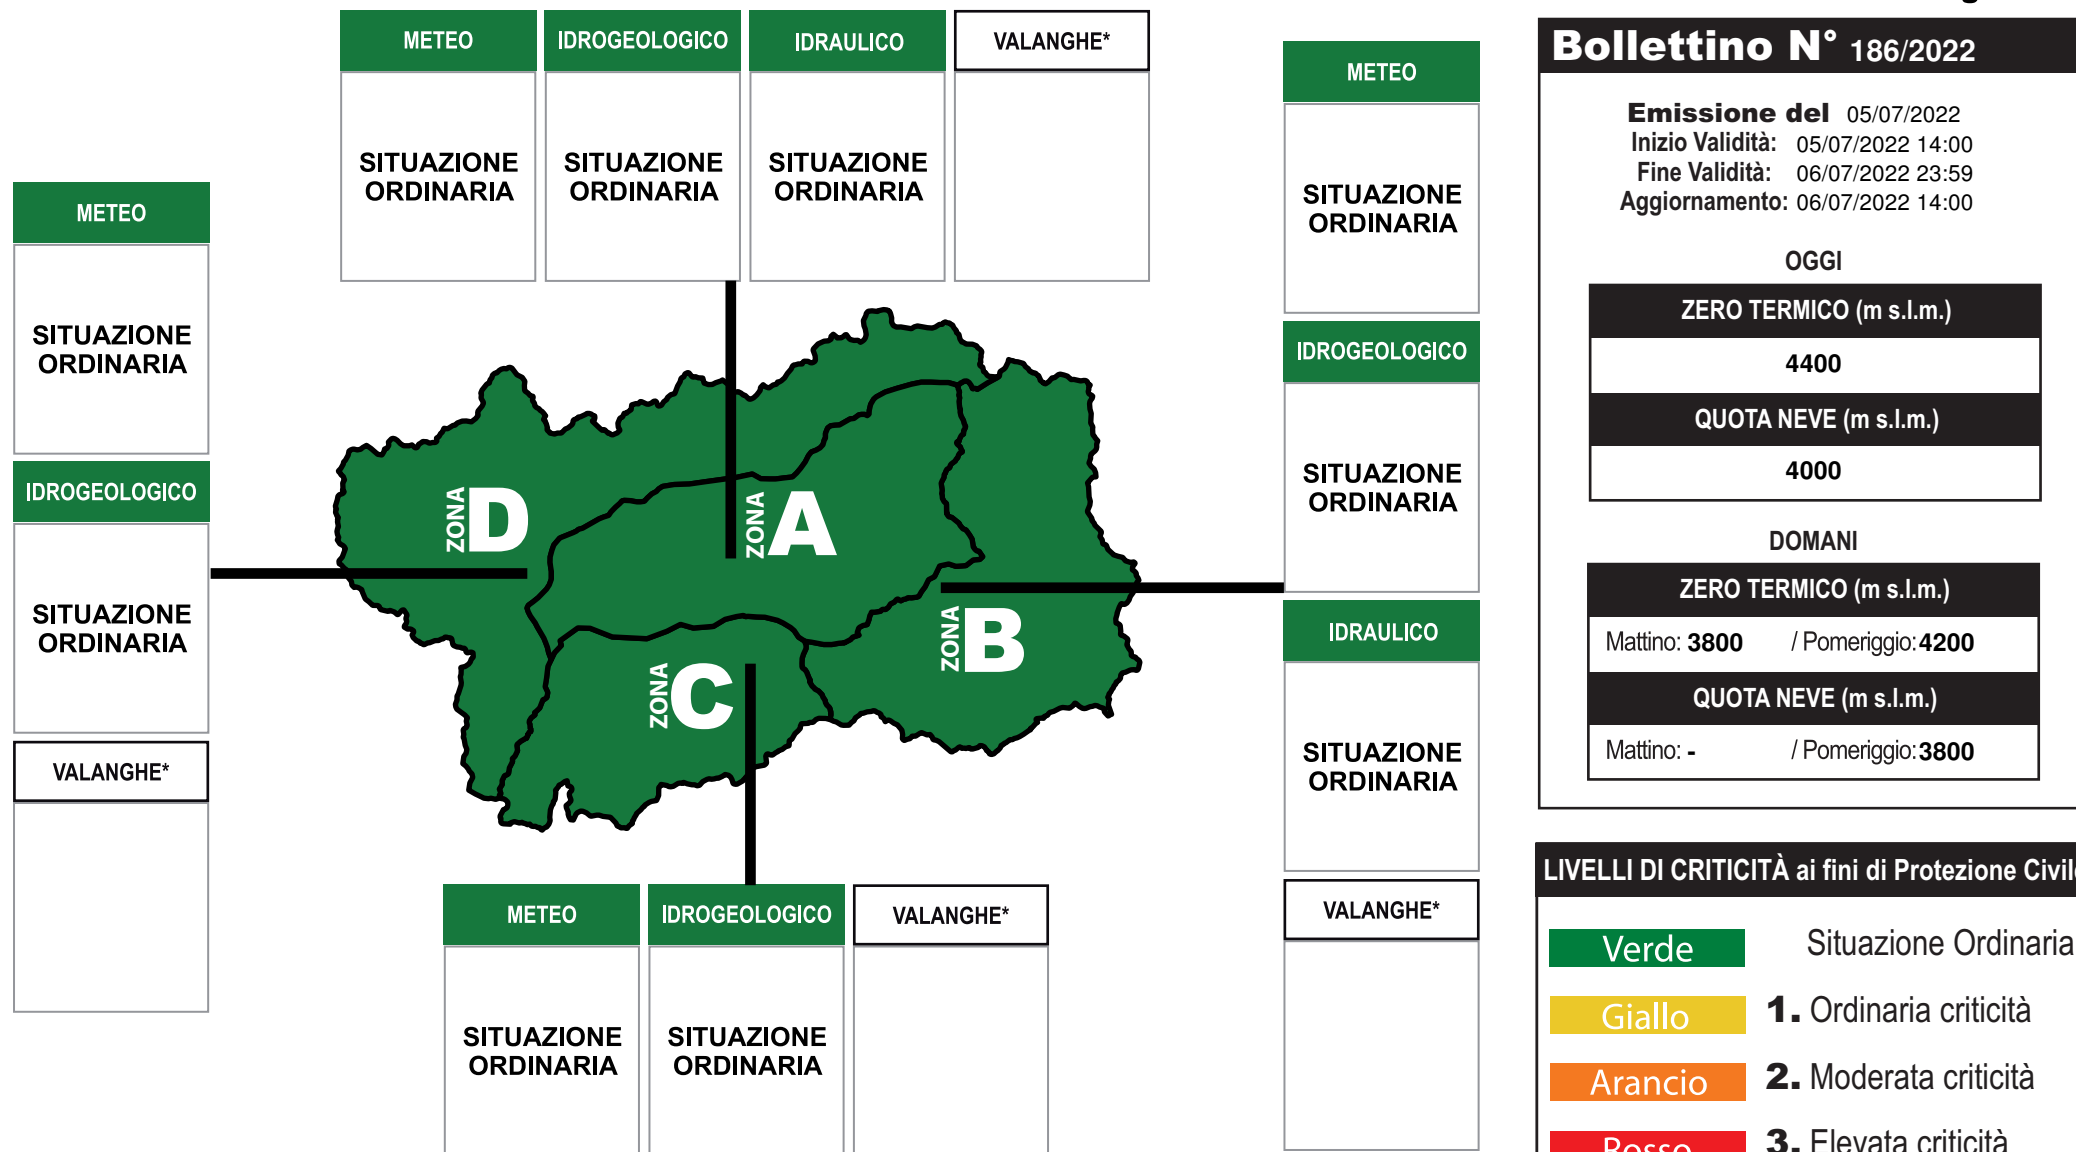 METEO IDROGEOLOGICO IDRAULICO VALANGHE*
SITUAZIONE SITUAZIONE SITUAZIONE
ORDINARIA ORDINARIA ORDINARIA
METEO
SITUAZIONE
ORDINARIA
IDROGEOLOGICO
SITUAZIONE
ORDINARIA
VALANGHE*
ZONA D
ZONA A
ZONA B
ZONA C
METEO
SITUAZIONE
ORDINARIA
IDROGEOLOGICO
SITUAZIONE
ORDINARIA
IDRAULICO
SITUAZIONE
ORDINARIA
VALANGHE*
METEO IDROGEOLOGICO VALANGHE*
SITUAZIONE SITUAZIONE
ORDINARIA ORDINARIA
Bollettino N° 186/2022
Emissione del 05/07/2022
Inizio Validità: 05/07/2022 14:00
Fine Validità: 06/07/2022 23:59
Aggiornamento: 06/07/2022 14:00
OGGI
ZERO TERMICO (m s.l.m.)
4400
QUOTA NEVE (m s.l.m.)
4000
DOMANI
ZERO TERMICO (m s.l.m.)
Mattino: 3800 / Pomeriggio: 4200
QUOTA NEVE (m s.l.m.)
Mattino: - / Pomeriggio: 3800
LIVELLI DI CRITICITÀ ai fini di Protezione Civile
Verde Situazione Ordinaria
Giallo 1. Ordinaria criticità
Arancio 2. Moderata criticità
Rosso 3. Elevata criticità